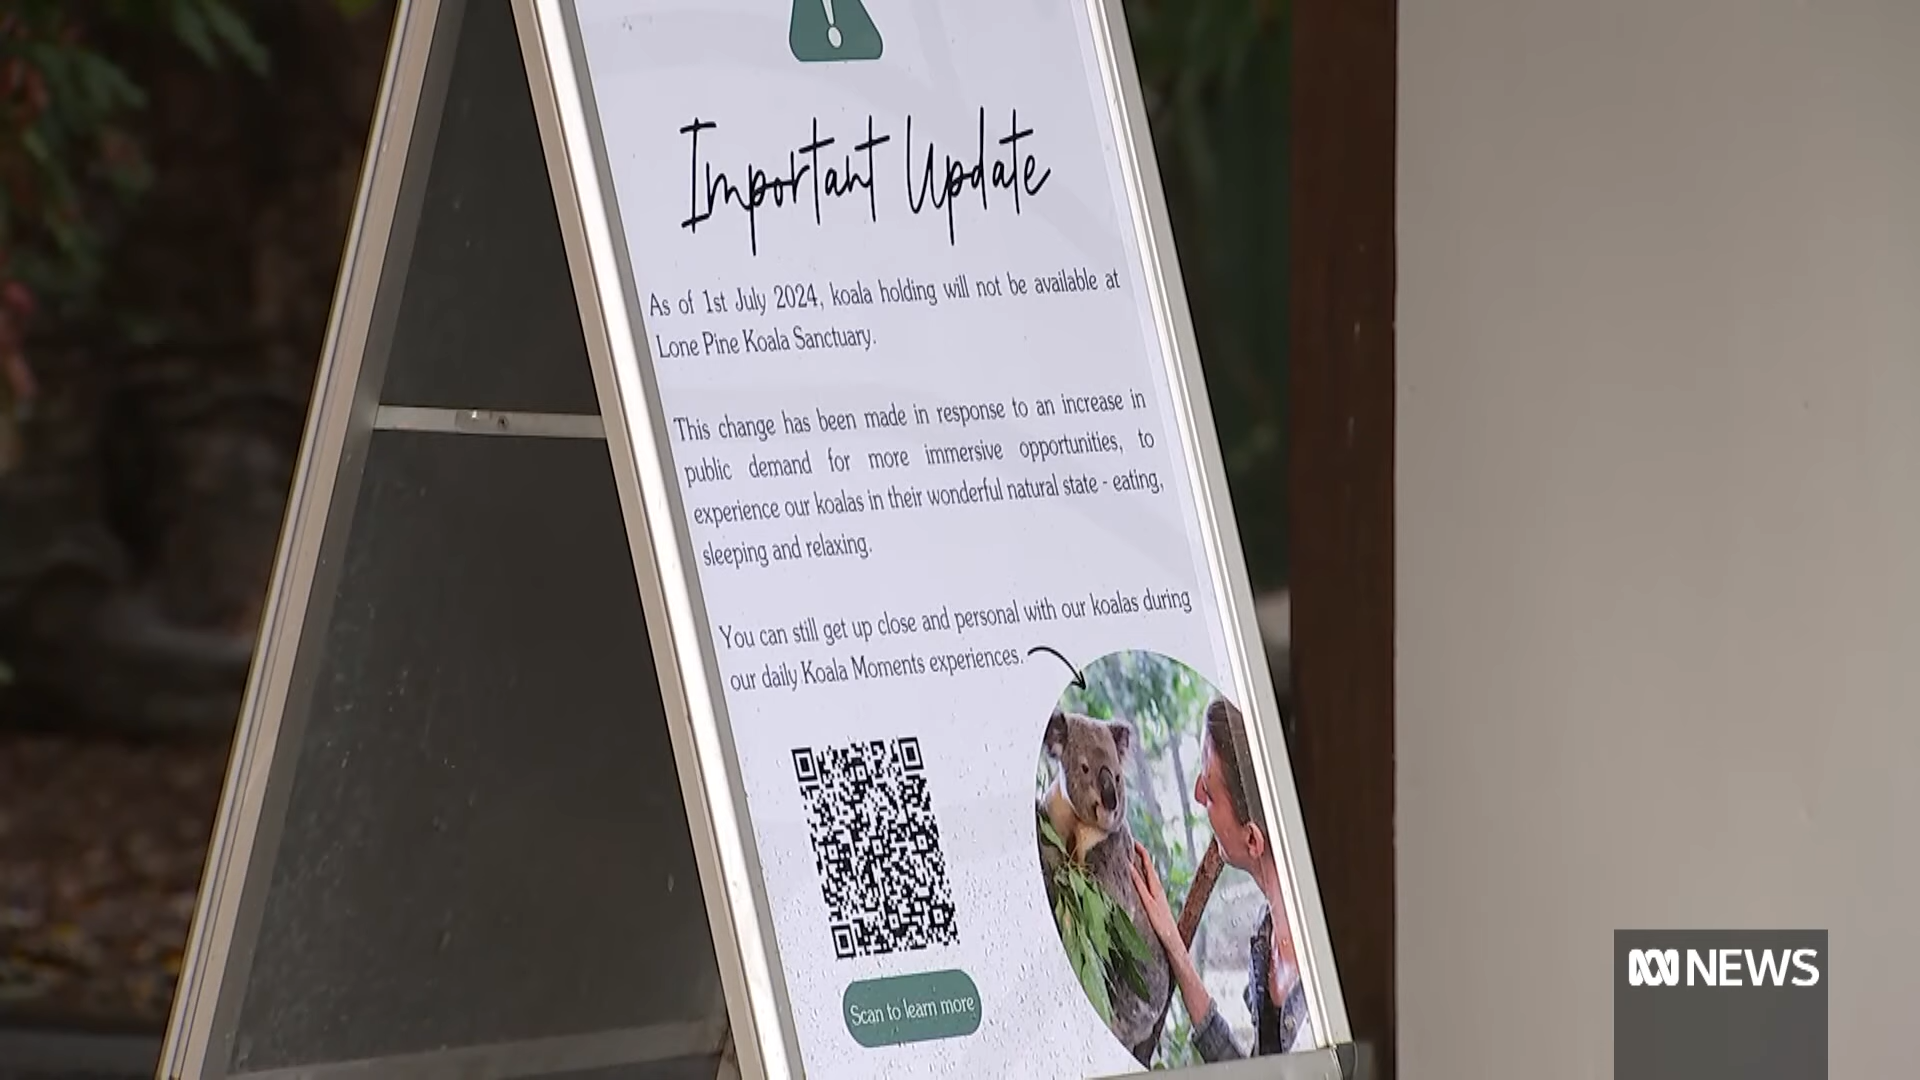 Important Update
As of 1st July 2024, koala holding will not be available at
Lone Pine Koala Sanctuary.
This change has been made in response to an increase in
public demand for more immersive opportunities, to
experience our koalas in their wonderful natural state - eating,
sleeping and relaxing.
You can still get up close and personal with our koalas during
our daily Koala Moments experiences.
Scan to learn more
NEWS